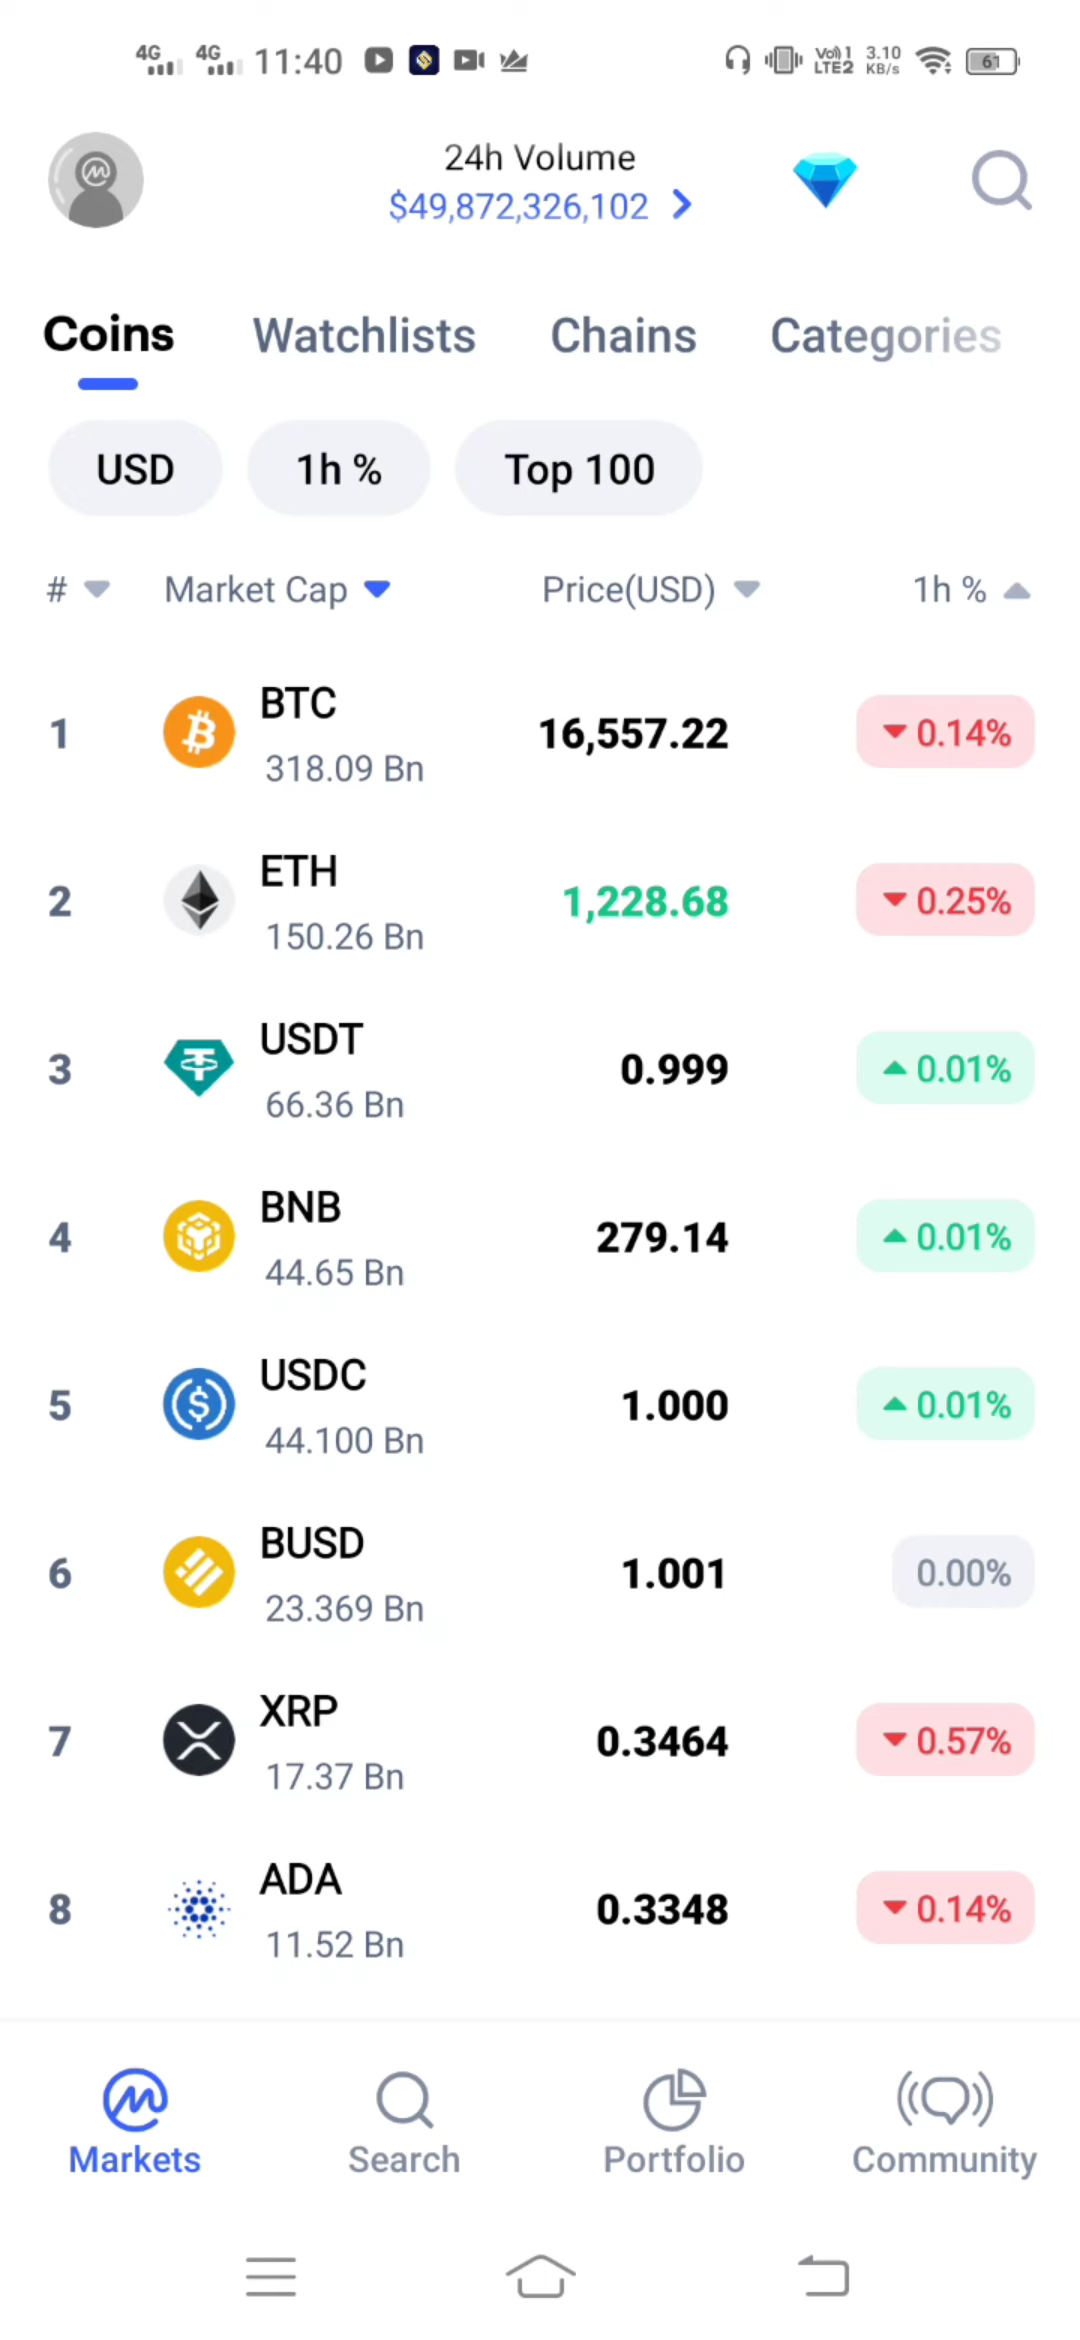 4G 4G 11:40 Vo)) 1 LTE2 3.10 KB/s 61
24h Volume
$49,872,326,102
Coins Watchlists Chains Categories
USD 1h % Top 100
# Market Cap Price(USD) 1h %
1 BTC 318.09 Bn 16,557.22 0.14%
2 ETH 150.26 Bn 1,228.68 0.25%
3 USDT 66.36 Bn 0.999 0.01%
4 BNB 44.65 Bn 279.14 0.01%
5 USDC 44.100 Bn 1.000 0.01%
6 BUSD 23.369 Bn 1.001 0.00%
7 XRP 17.37 Bn 0.3464 0.57%
8 ADA 11.52 Bn 0.3348 0.14%
Markets Search Portfolio Community